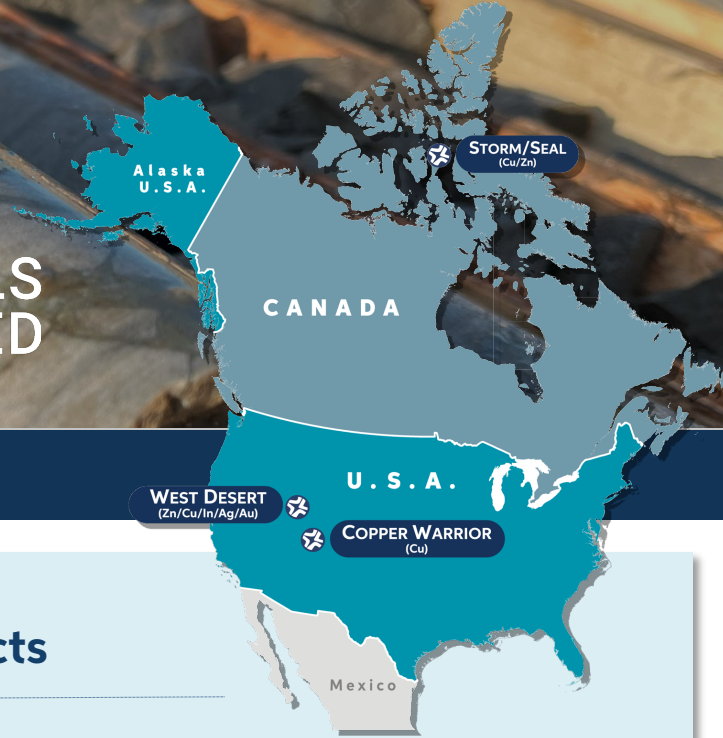 STORM/SEAL
(Cu/Zn)
Alaska
U.S.A.
LS
ED
CANADA
U.S.A.
WEST DESERT
(Zn/Cu/In/Ag/Au)
COPPER WARRIOR
(Cu)
cts
Mexico